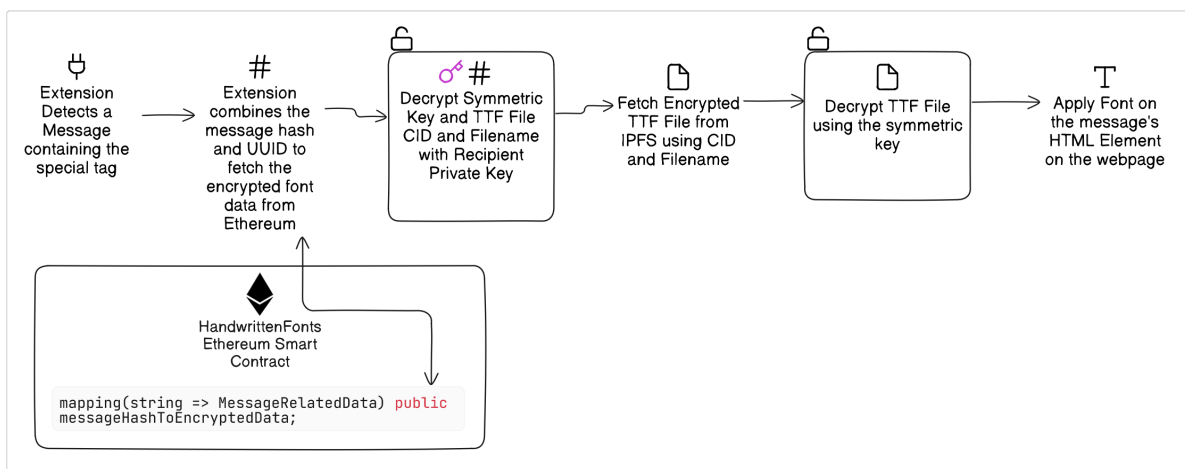 Extension
Detects a
Message
containing the
special tag
#
Extension
combines the
message hash
and UUID to
fetch the
encrypted font
data from
Ethereum
#
Decrypt Symmetric
Key and TTF File
CID and Filename
with Recipient
Private Key
Fetch Encrypted
TTF File from
IPFS using CID
and Filename
Decrypt TTF File
using the symmetric
key
T
Apply Font on
the message's
HTML Element
on the webpage
HandwrittenFonts
Ethereum Smart
Contract
mapping(string => MessageRelatedData) public
messageHashToEncryptedData;